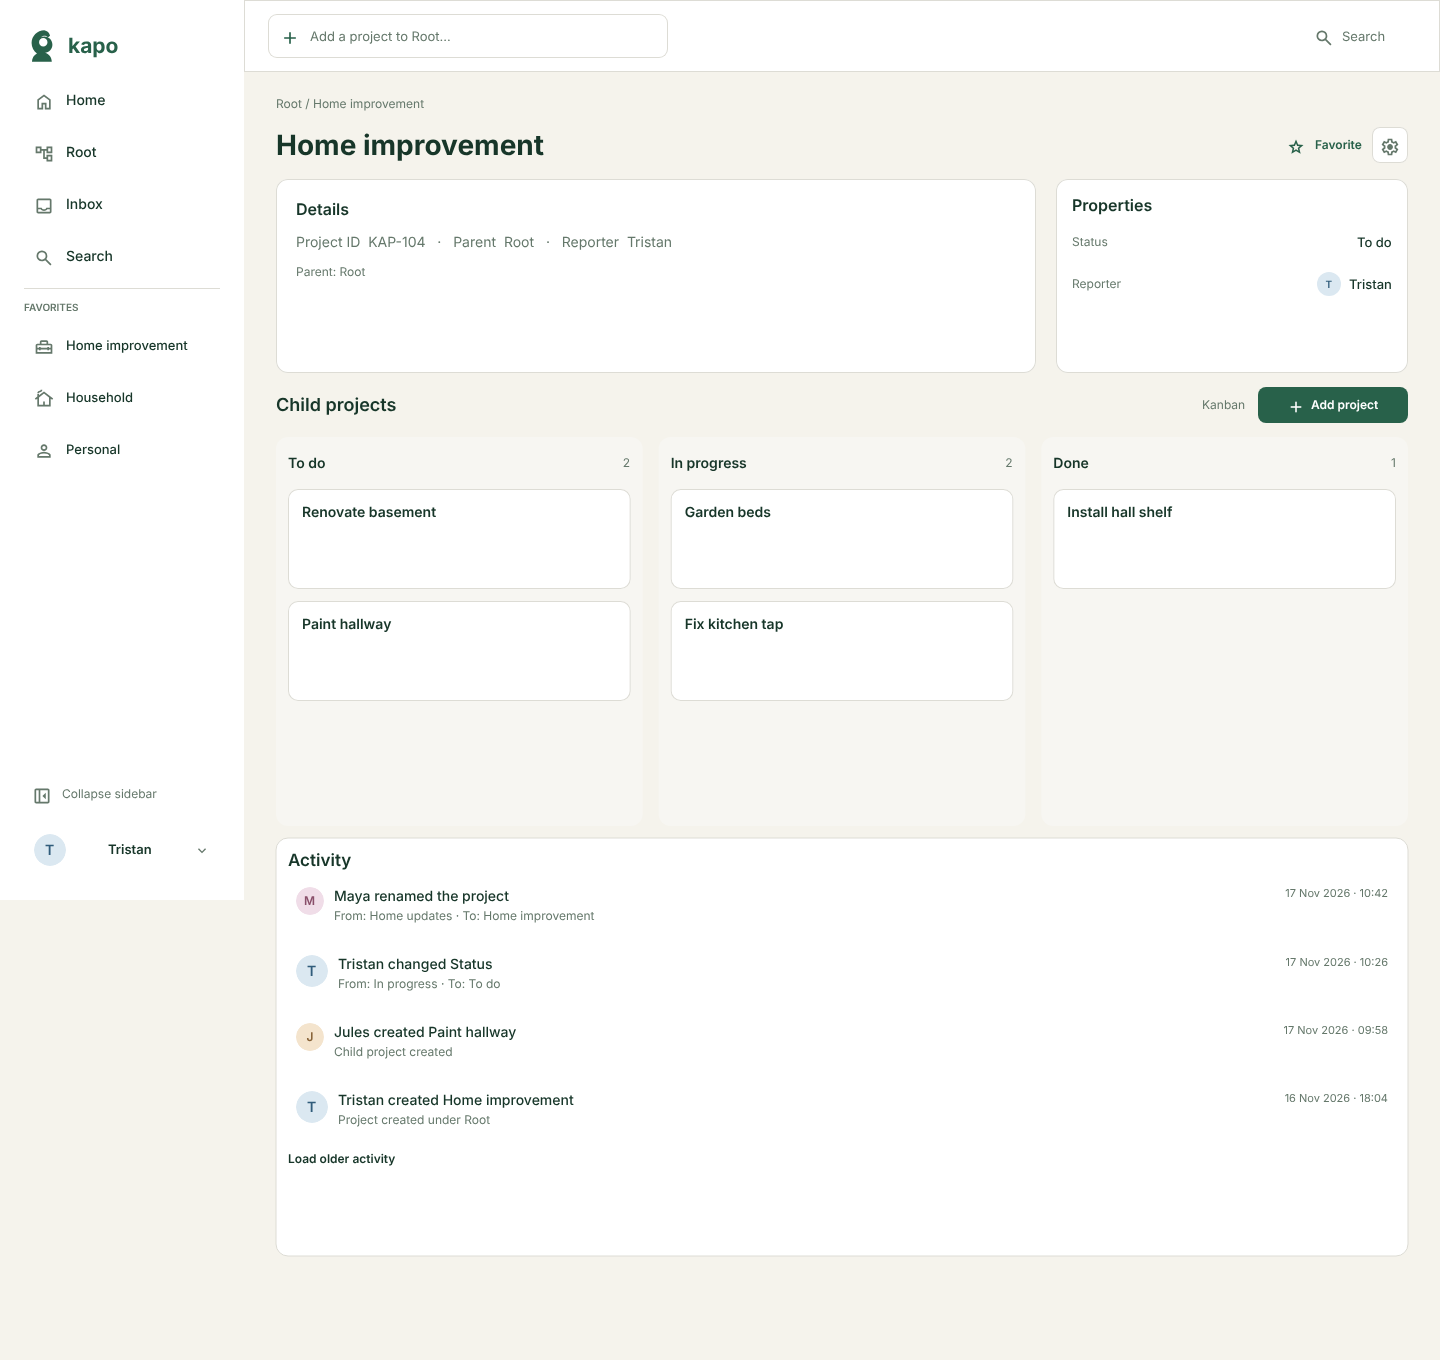 kapo
Home
Root
Inbox
Search
FAVORITES
Home improvement
Household
Personal
Collapse sidebar
T Tristan
Add a project to Root...
Search
Root / Home improvement
Home improvement
Favorite
Details
Project ID KAP-104 · Parent Root · Reporter Tristan
Parent: Root
Properties
Status To do
Reporter T Tristan
Child projects
Kanban
Add project
To do 2
Renovate basement
Paint hallway
In progress 2
Garden beds
Fix kitchen tap
Done 1
Install hall shelf
Activity
M Maya renamed the project 17 Nov 2026 · 10:42
From: Home updates · To: Home improvement
T Tristan changed Status 17 Nov 2026 · 10:26
From: In progress · To: To do
J Jules created Paint hallway 17 Nov 2026 · 09:58
Child project created
T Tristan created Home improvement 16 Nov 2026 · 18:04
Project created under Root
Load older activity